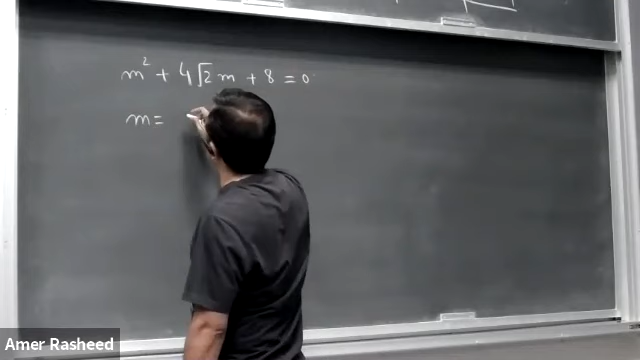 m² + 4√2 m + 8 = 0
m =
Amer Rasheed